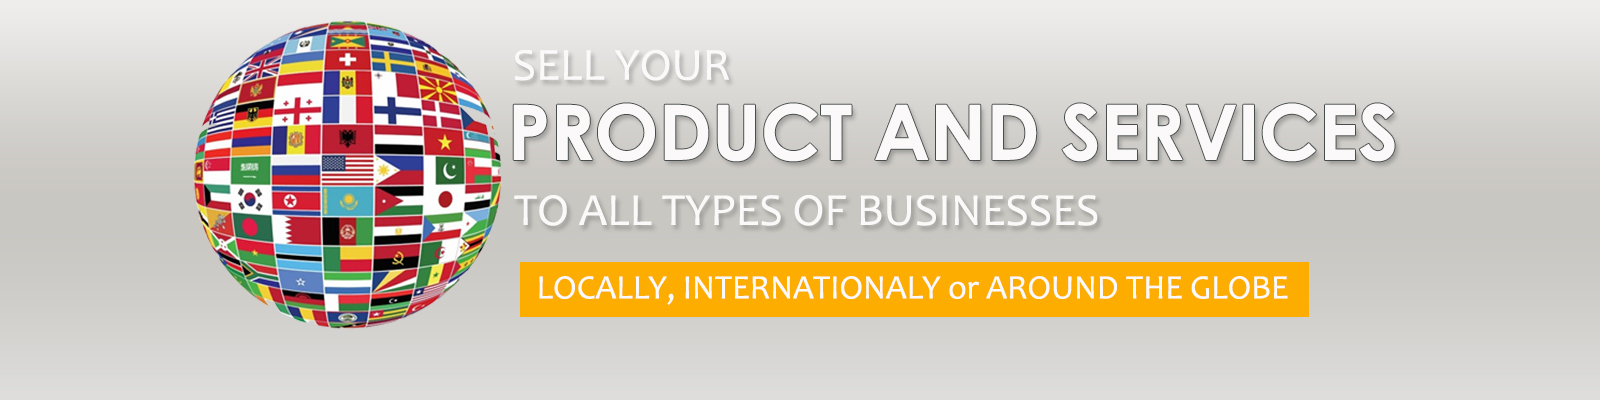 SELL YOUR
PRODUCT AND SERVICES
TO ALL TYPES OF BUSINESSES
LOCALLY, INTERNATIONALY or AROUND THE GLOBE